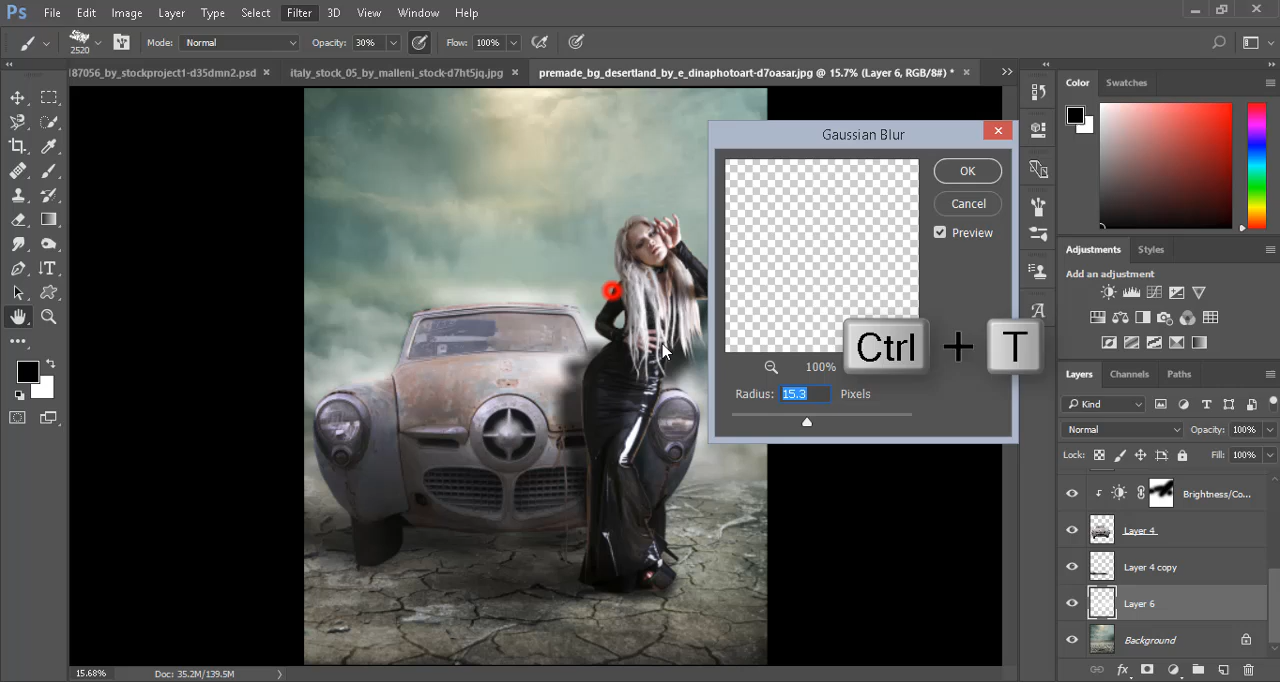 Ps File Edit Image Layer Type Select Filter 3D View Window Help
2520 Mode: Normal Opacity: 30% Flow: 100%
187056_by_stockproject1-d35dmn2.psd × italy_stock_05_by_malleni_stock-d7ht5jq.jpg × premade_bg_desertland_by_e_dinaphotoart-d7oasar.jpg @ 15.7% (Layer 6, RGB/8#) * ×
Color Swatches
Gaussian Blur
OK
Cancel
Preview
100%
Radius: 15.3 Pixels
Ctrl + T
Adjustments Styles
Add an adjustment
Layers Channels Paths
Kind
Normal Opacity: 100%
Lock: Fill: 100%
Brightness/Co...
Layer 4
Layer 4 copy
Layer 6
Background
15.68% Doc: 35.2M/139.5M